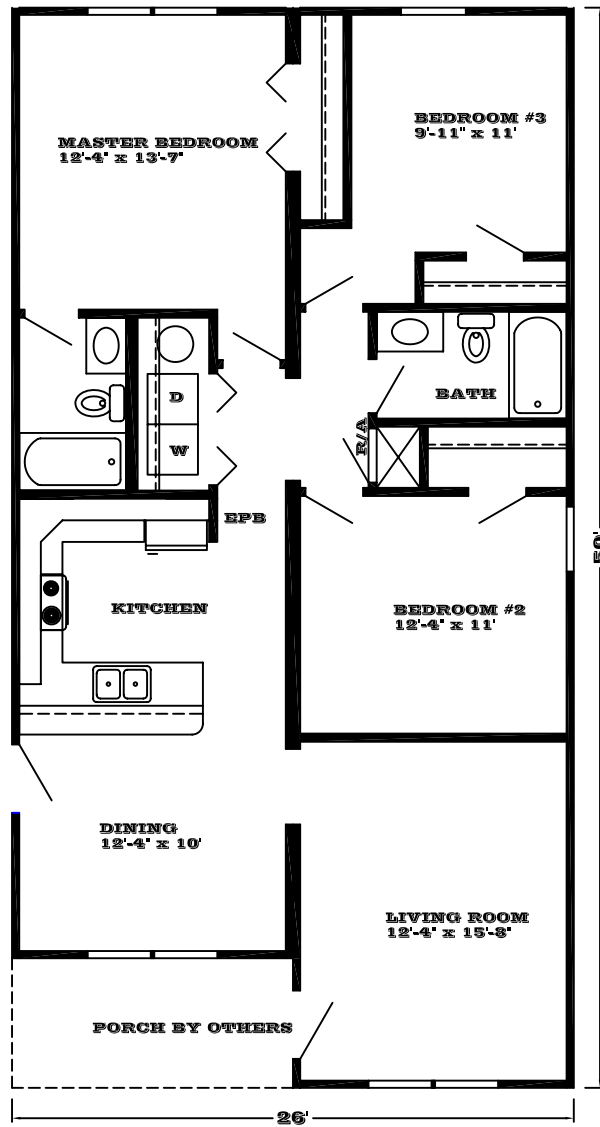 BEDROOM #3
9'-11" x 11'
MASTER BEDROOM
12'-4" x 13'-7"
BATH
D
R/A
W
EPB
50'
KITCHEN
BEDROOM #2
12'-4" x 11'
DINING
12'-4" x 10'
LIVING ROOM
12'-4" x 15'-8"
PORCH BY OTHERS
26'